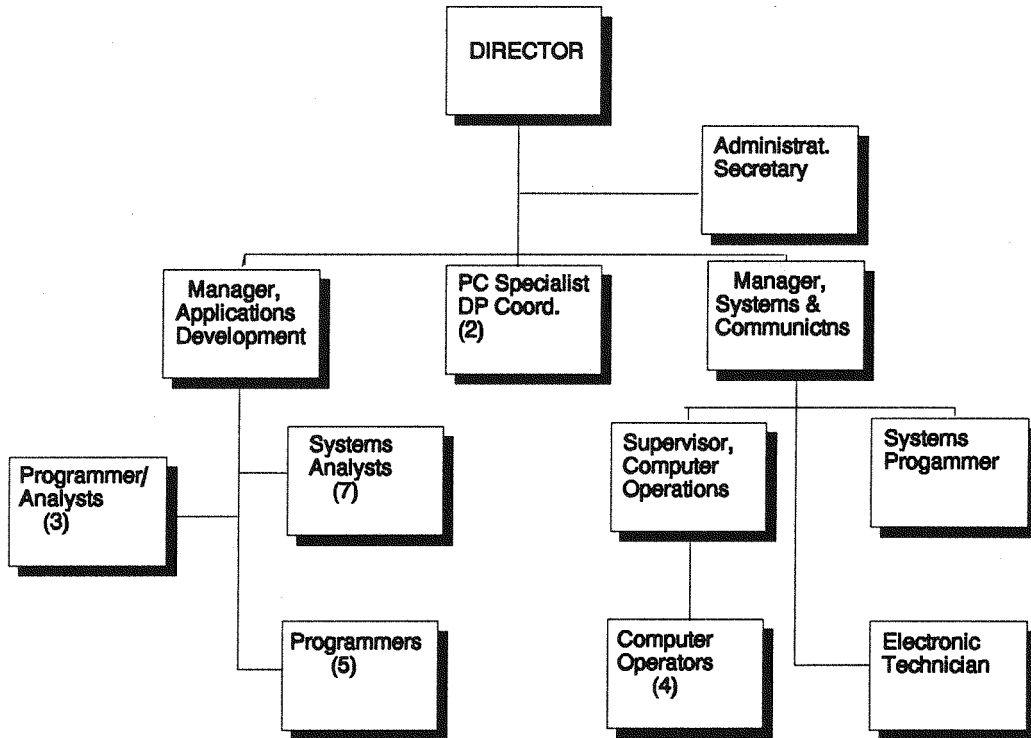 DIRECTOR
Administrat.
Secretary
Manager,
Applications
Development
PC Specialist
DP Coord.
(2)
Manager,
Systems &
Communictns
Programmer/
Analysts
(3)
Systems
Analysts
(7)
Supervisor,
Computer
Operations
Systems
Progammer
Programmers
(5)
Computer
Operators
(4)
Electronic
Technician